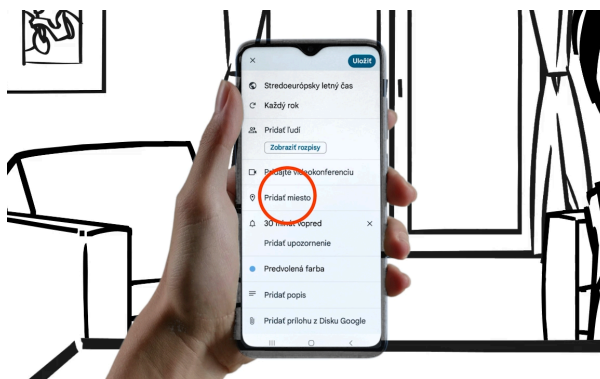 Uložiť
Stredoeurópsky letný čas
Každý rok
Pridať ľudí
Zobraziť rozpisy
Pridajte videokonferenciu
Pridať miesto
30 minút vopred
Pridať upozornenie
Predvolená farba
Pridať popis
Pridať prílohu z Disku Google